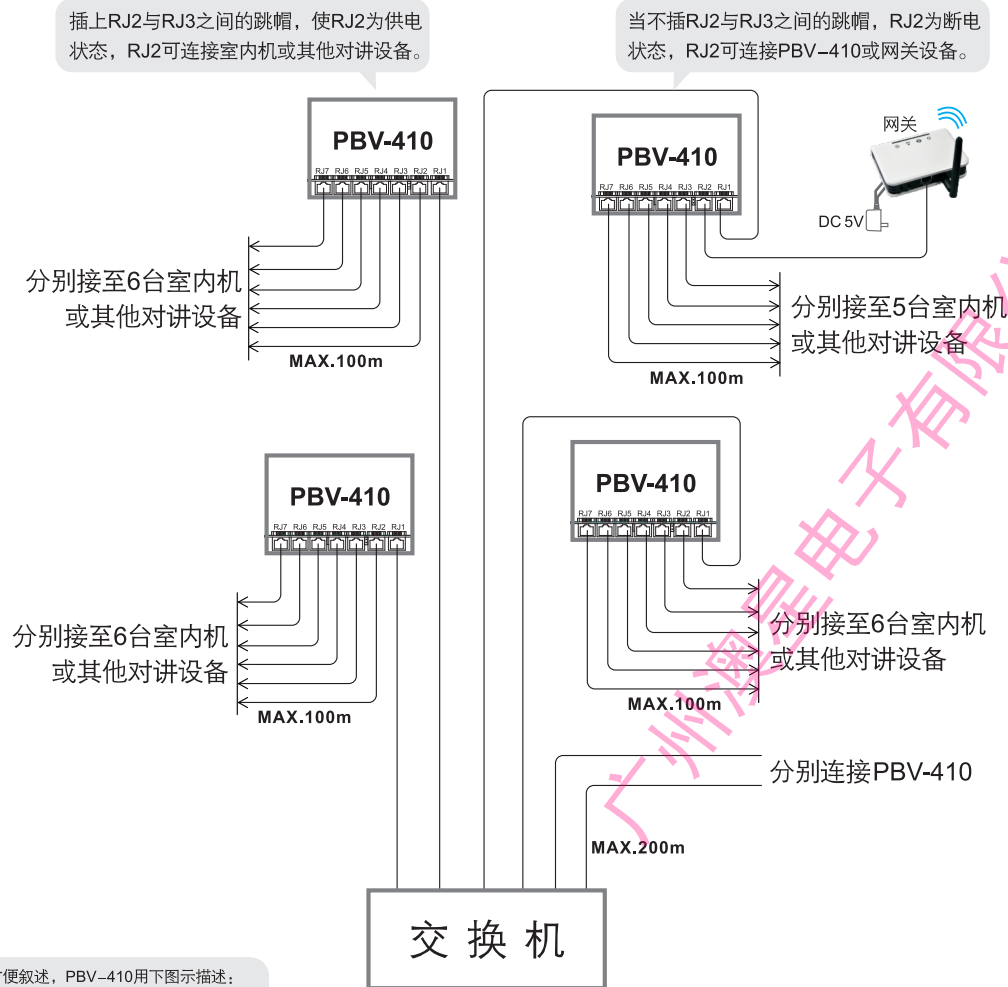 插上RJ2与RJ3之间的跳帽，使RJ2为供电
状态，RJ2可连接室内机或其他对讲设备。
当不插RJ2与RJ3之间的跳帽，RJ2为断电
状态，RJ2可连接PBV-410或网关设备。
PBV-410
RJ7 RJ6 RJ5 RJ4 RJ3 RJ2 RJ1
PBV-410
RJ7 RJ6 RJ5 RJ4 RJ3 RJ2 RJ1
网关
DC 5V
分别接至6台室内机
或其他对讲设备
MAX.100m
分别接至5台室内机
或其他对讲设备
MAX.100m
PBV-410
RJ7 RJ6 RJ5 RJ4 RJ3 RJ2 RJ1
PBV-410
RJ7 RJ6 RJ5 RJ4 RJ3 RJ2 RJ1
分别接至6台室内机
或其他对讲设备
MAX.100m
分别接至6台室内机
或其他对讲设备
MAX.100m
分别连接PBV-410
MAX.200m
交换机
便叙述，PBV-410用下图示描述：
广州澳星电子有限